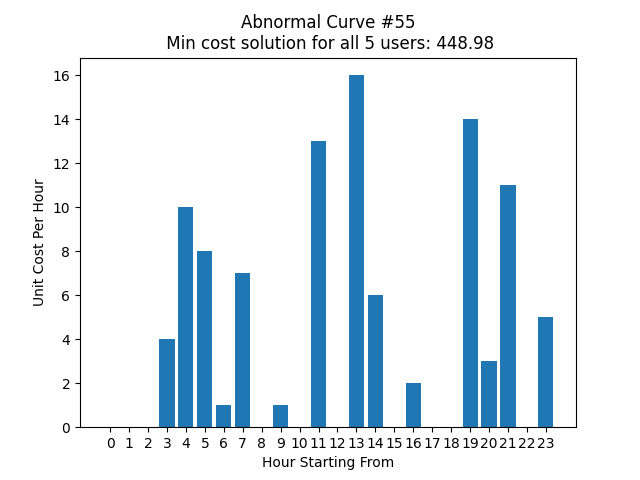 Abnormal Curve #55
Min cost solution for all 5 users: 448.98
16
14
12
10
8
6
4
2
0
Unit Cost Per Hour
0 1 2 3 4 5 6 7 8 9 10 11 12 13 14 15 16 17 18 19 20 21 22 23
Hour Starting From